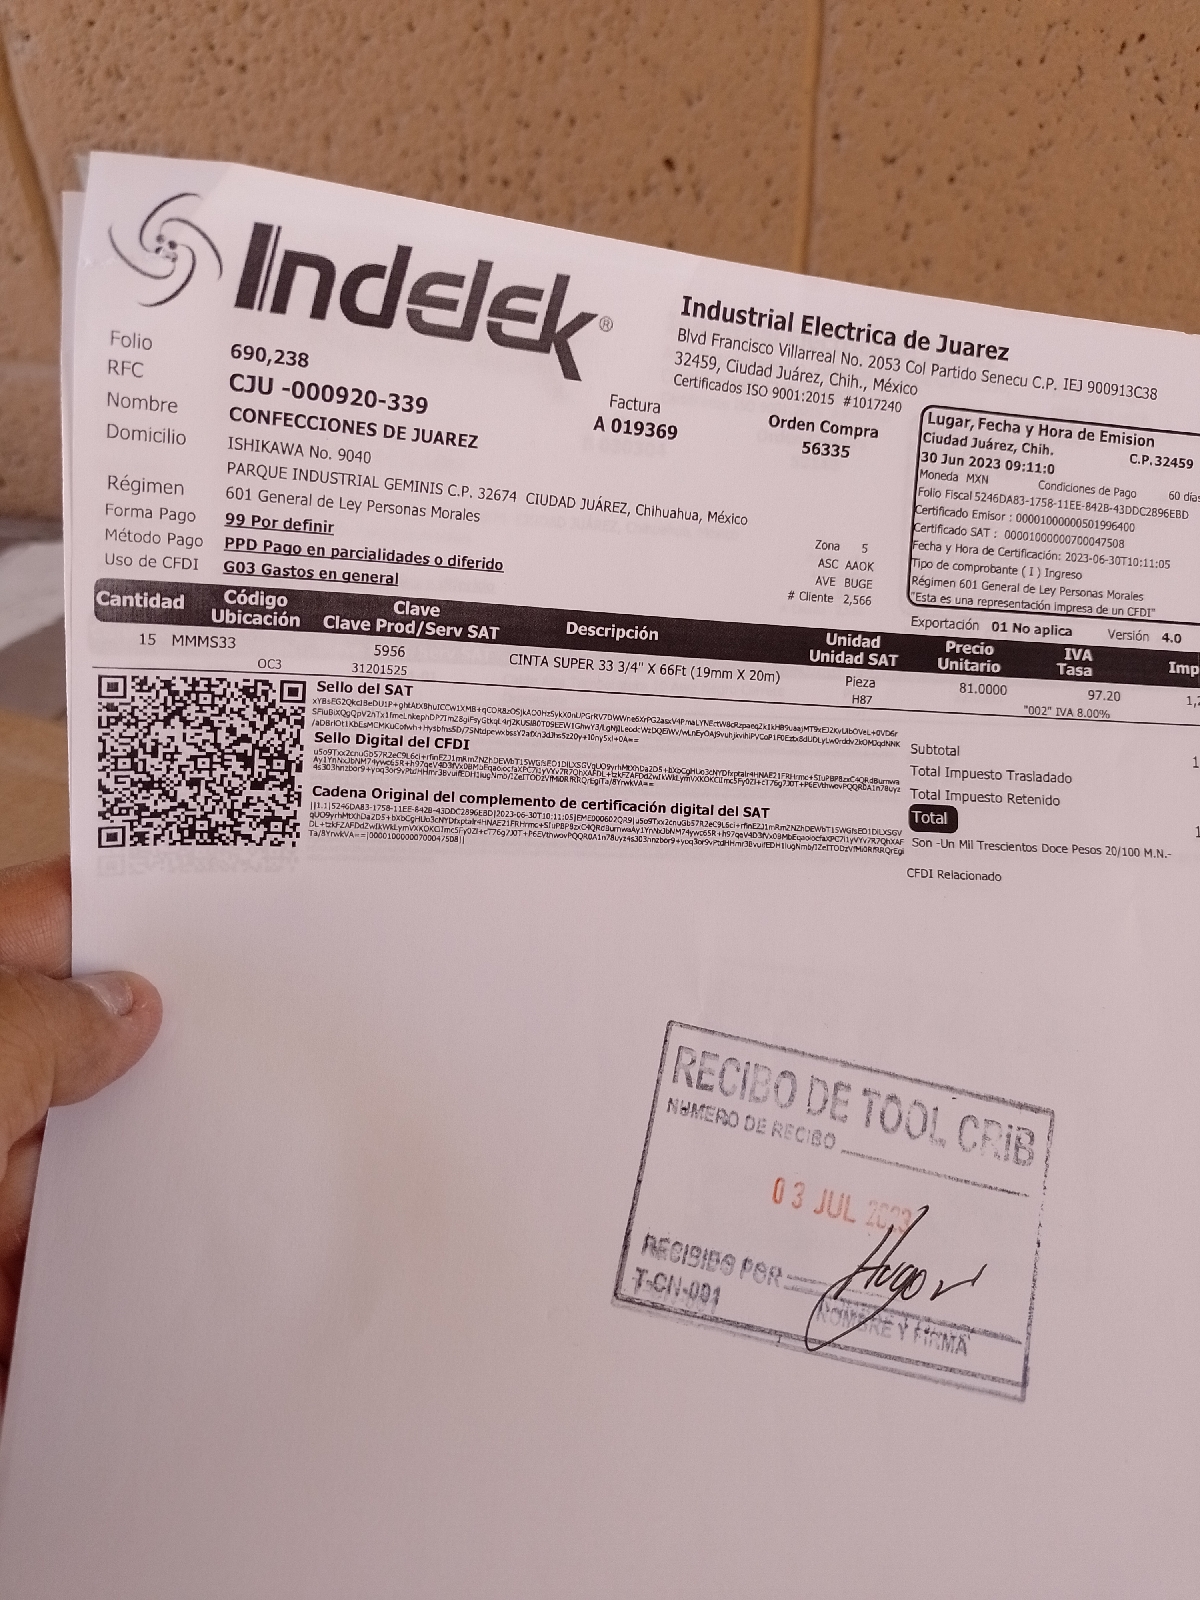 Indelek®
Industrial Electrica de Juarez
Blvd Francisco Villarreal No. 2053 Col Partido Senecu C.P. IEJ 900913C38
32459, Ciudad Juárez, Chih., México
Certificados ISO 9001:2015 #1017240
Folio 690,238
RFC CJU -000920-339
Nombre CONFECCIONES DE JUAREZ
Domicilio ISHIKAWA No. 9040
PARQUE INDUSTRIAL GEMINIS C.P. 32674 CIUDAD JUÁREZ, Chihuahua, México
Régimen 601 General de Ley Personas Morales
Forma Pago 99 Por definir
Método Pago PPD Pago en parcialidades o diferido
Uso de CFDI G03 Gastos en general
Factura
A 019369
Orden Compra
56335
Lugar, Fecha y Hora de Emision
Ciudad Juárez, Chih. C.P. 32459
30 Jun 2023 09:11:0
Moneda MXN Condiciones de Pago 60 días
Folio Fiscal 5246DA83-1758-11EE-842B-43DDC2896EBD
Certificado Emisor : 00001000000501996400
Certificado SAT : 00001000000700047508
Fecha y Hora de Certificación: 2023-06-30T10:11:05
Tipo de comprobante ( I ) Ingreso
Régimen 601 General de Ley Personas Morales
"Esta es una representación impresa de un CFDI"
Zona 5
ASC AAOK
AVE BUGE
# Cliente 2,566
Exportación 01 No aplica Versión 4.0
Cantidad Código Ubicación Clave Clave Prod/Serv SAT Descripción Unidad Unidad SAT Precio Unitario IVA Tasa Imp
15 MMMS33 5956 CINTA SUPER 33 3/4" X 66Ft (19mm X 20m) Pieza 81.0000 97.20 1,2
OC3 31201525 H87 "002" IVA 8.00%
Sello del SAT
Sello Digital del CFDI
Cadena Original del complemento de certificación digital del SAT
Subtotal 1
Total Impuesto Trasladado
Total Impuesto Retenido
Total 1
Son -Un Mil Trescientos Doce Pesos 20/100 M.N.-
CFDI Relacionado
RECIBO DE TOOL CRIB
NUMERO DE RECIBO
03 JUL 2023
RECIBIDO POR
Hugo
T-CN-001
NOMBRE Y FIRMA